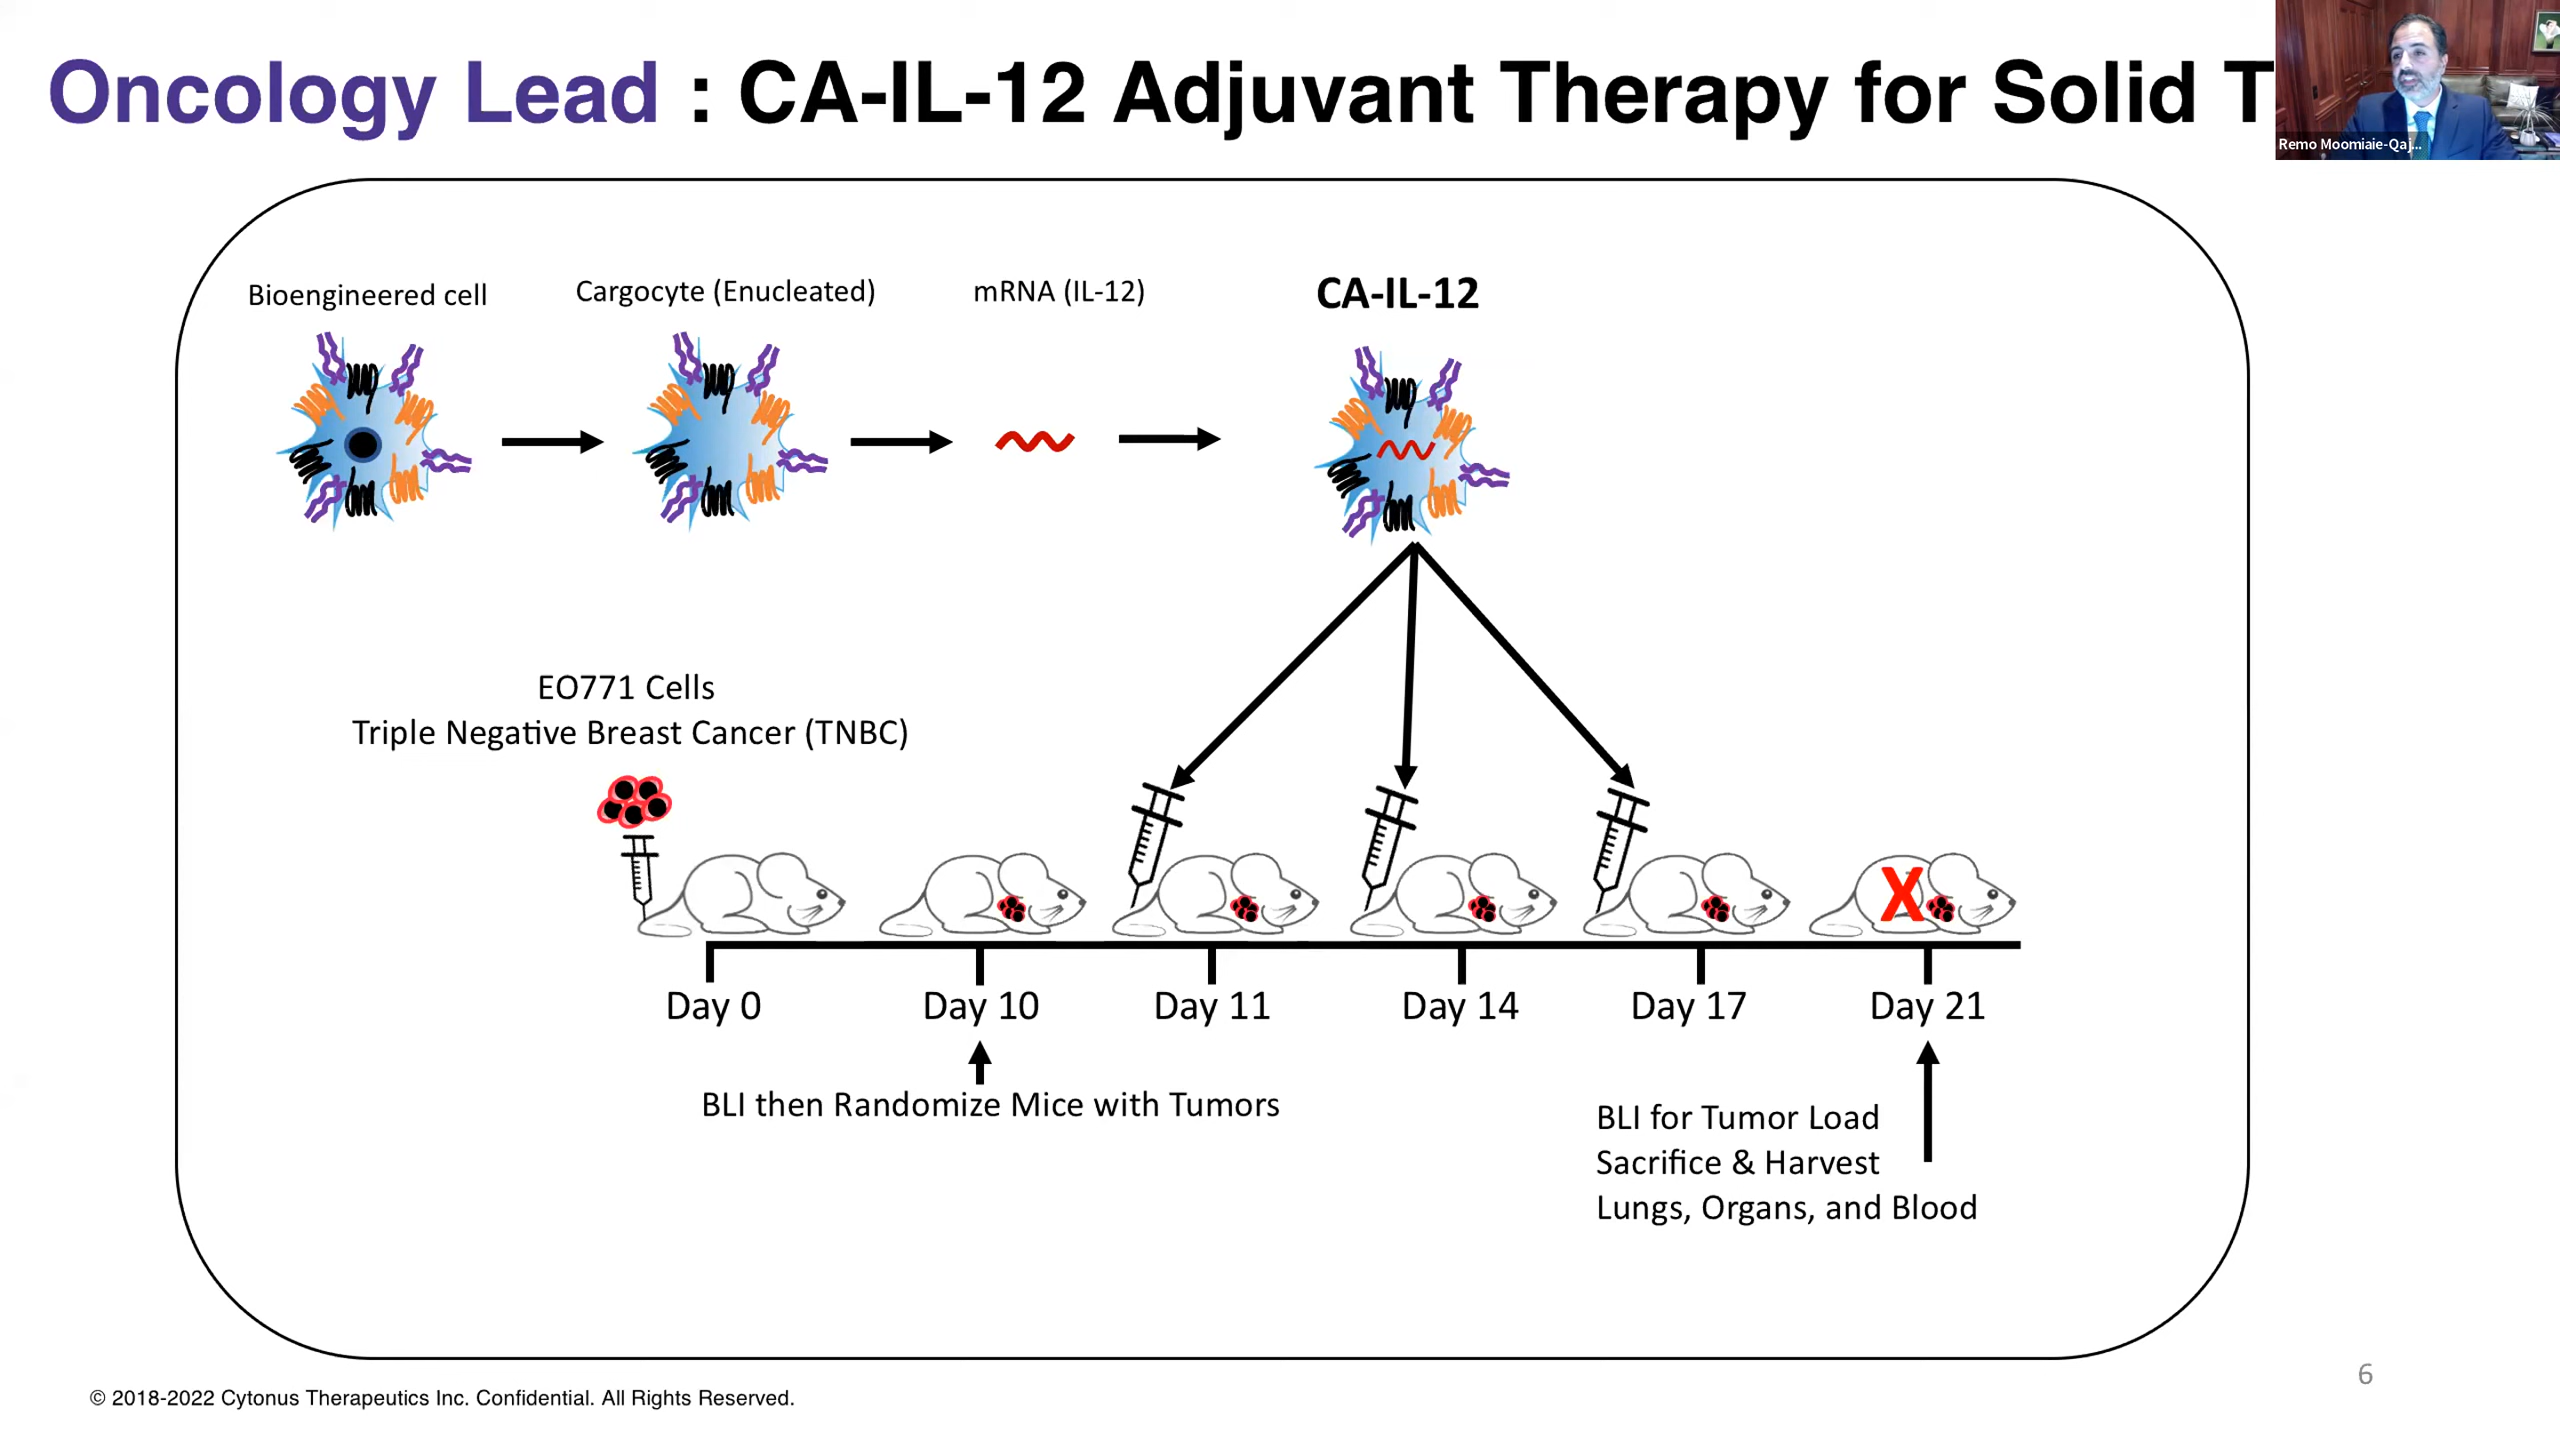 Oncology Lead : CA-IL-12 Adjuvant Therapy for Solid T
Remo Moomiaie-Qaj...
Bioengineered cell
Cargocyte (Enucleated)
mRNA (IL-12)
CA-IL-12
EO771 Cells
Triple Negative Breast Cancer (TNBC)
X
Day 0
Day 10
Day 11
Day 14
Day 17
Day 21
BLI then Randomize Mice with Tumors
BLI for Tumor Load
Sacrifice & Harvest
Lungs, Organs, and Blood
© 2018-2022 Cytonus Therapeutics Inc. Confidential. All Rights Reserved.
6